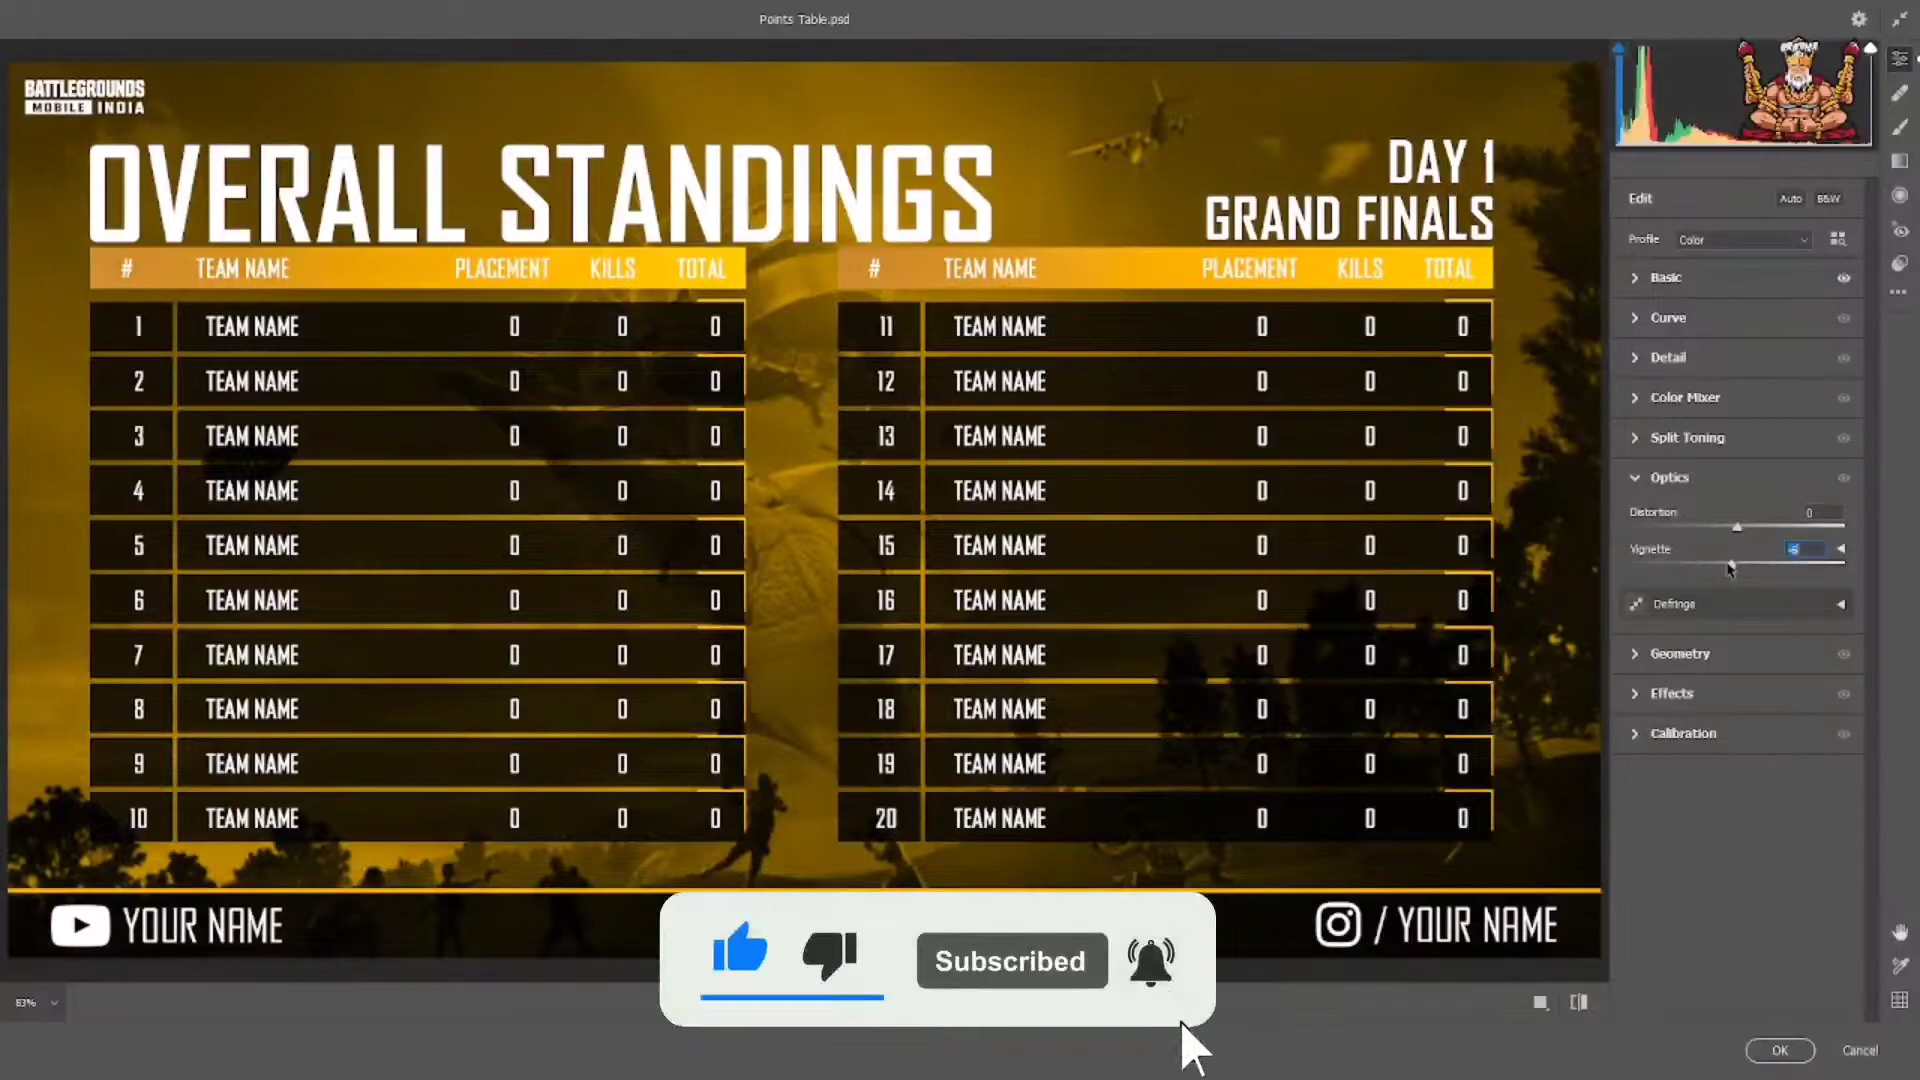 Points Table.psd
BATTLEGROUNDS
MOBILE INDIA
OVERALL STANDINGS
DAY 1
GRAND FINALS
# TEAM NAME PLACEMENT KILLS TOTAL
1 TEAM NAME 0 0 0
2 TEAM NAME 0 0 0
3 TEAM NAME 0 0 0
4 TEAM NAME 0 0 0
5 TEAM NAME 0 0 0
6 TEAM NAME 0 0 0
7 TEAM NAME 0 0 0
8 TEAM NAME 0 0 0
9 TEAM NAME 0 0 0
10 TEAM NAME 0 0 0
# TEAM NAME PLACEMENT KILLS TOTAL
11 TEAM NAME 0 0 0
12 TEAM NAME 0 0 0
13 TEAM NAME 0 0 0
14 TEAM NAME 0 0 0
15 TEAM NAME 0 0 0
16 TEAM NAME 0 0 0
17 TEAM NAME 0 0 0
18 TEAM NAME 0 0 0
19 TEAM NAME 0 0 0
20 TEAM NAME 0 0 0
YOUR NAME
/ YOUR NAME
Subscribed
83%
Edit Auto B&W
Profile Color
Basic
Curve
Detail
Color Mixer
Split Toning
Optics
Distortion 0
Vignette
Defringe
Geometry
Effects
Calibration
OK Cancel